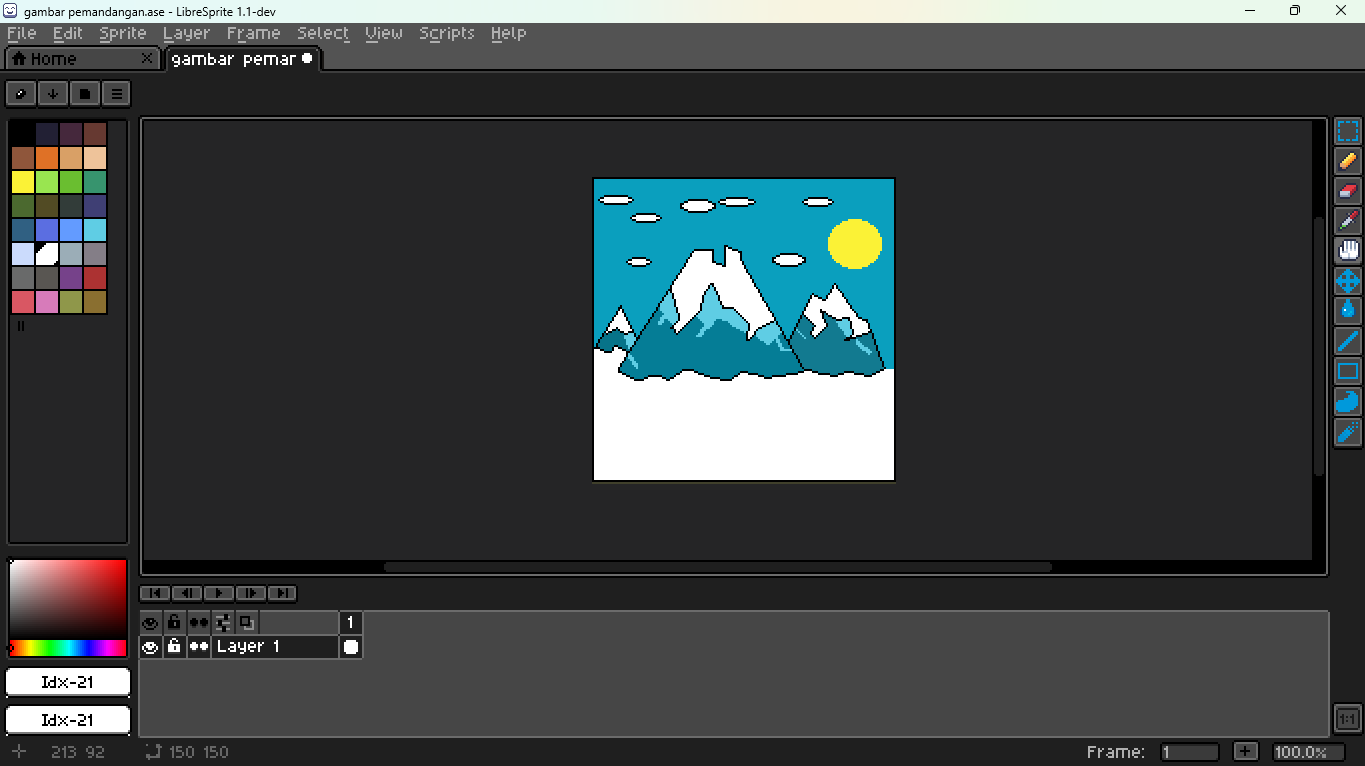 gambar pemandangan.ase - LibreSprite 1.1-dev
File Edit Sprite Layer Frame Select View Scripts Help
Home gambar pemar
1
Layer 1
Idx-21
Idx-21
1:1
213 92 150 150 Frame: 1 + 100.0%